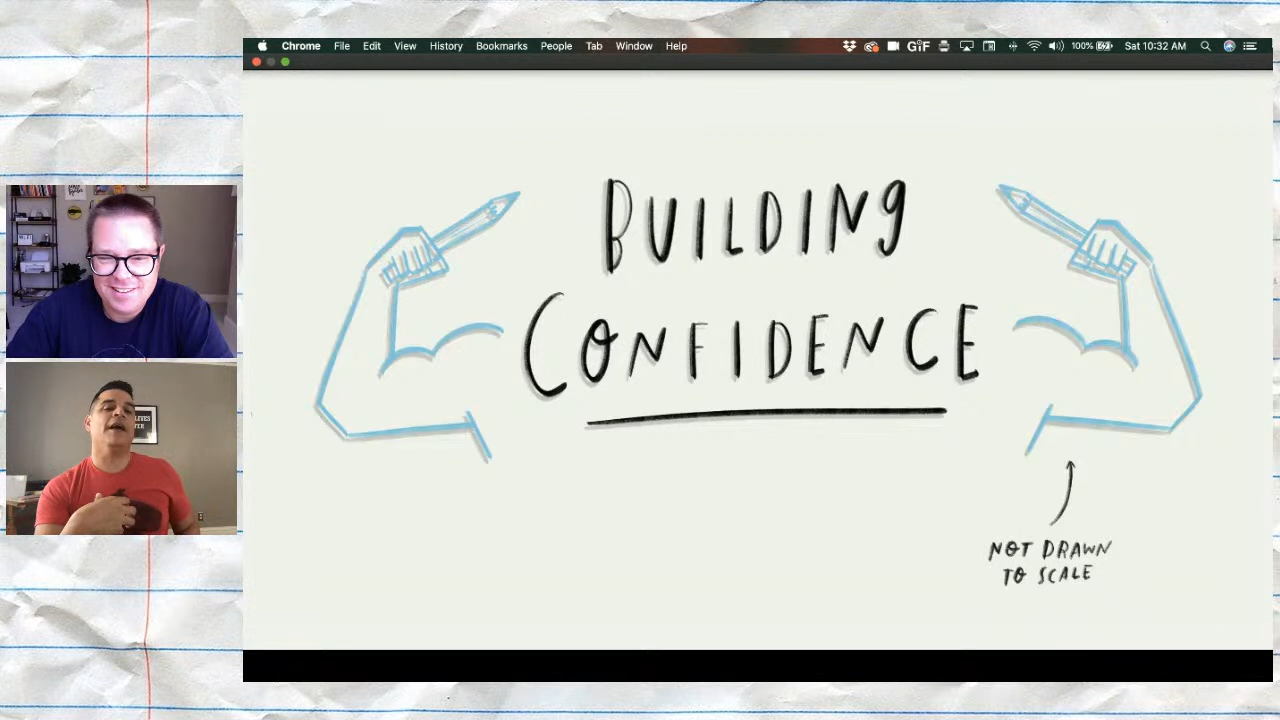 Chrome File Edit View History Bookmarks People Tab Window Help GIF 100% Sat 10:32 AM
BUILDING
CONFIDENCE
NOT DRAWN
TO SCALE